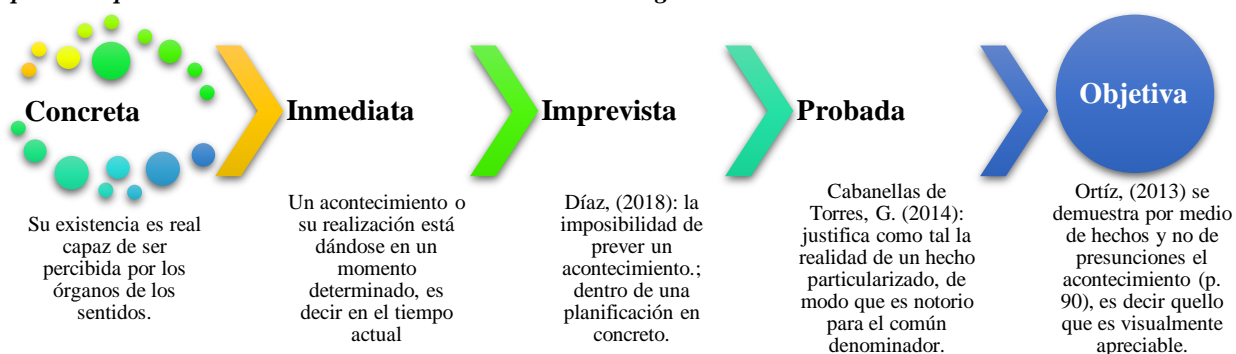 Concreta
Su existencia es real
capaz de ser
percibida por los
órganos de los
sentidos.
Inmediata
Un acontecimiento o
su realización está
dándose en un
momento
determinado, es
decir en el tiempo
actual
Imprevista
Díaz, (2018): la
imposibilidad de
prever un
acontecimiento.;
dentro de una
planificación en
concreto.
Probada
Cabanellas de
Torres, G. (2014):
justifica como tal la
realidad de un hecho
particularizado, de
modo que es notorio
para el común
denominador.
Objetiva
Ortíz, (2013) se
demuestra por medio
de hechos y no de
presunciones el
acontecimiento (p.
90), es decir quello
que es visualmente
apreciable.